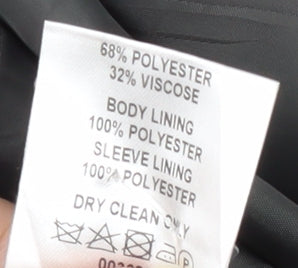 68% POLYESTER
32% VISCOSE
BODY LINING
100% POLYESTER
SLEEVE LINING
100% POLYESTER
DRY CLEAN ONLY
P